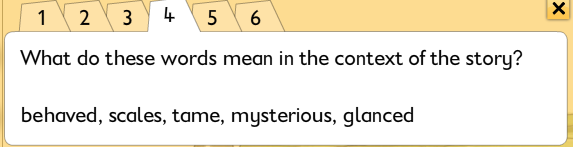 1 2 3 4 5 6
What do these words mean in the context of the story?
behaved, scales, tame, mysterious, glanced